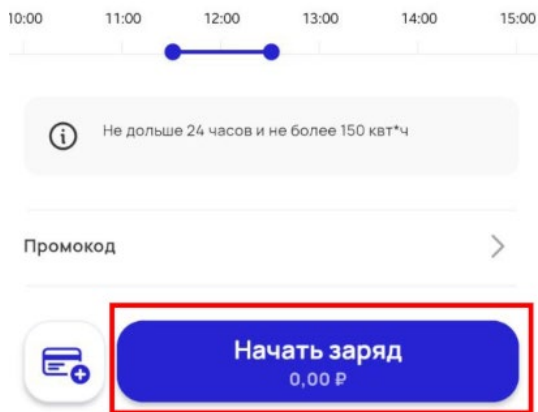 10:00 11:00 12:00 13:00 14:00 15:00
Не дольше 24 часов и не более 150 квт*ч
Промокод
Начать заряд
0,00 ₽